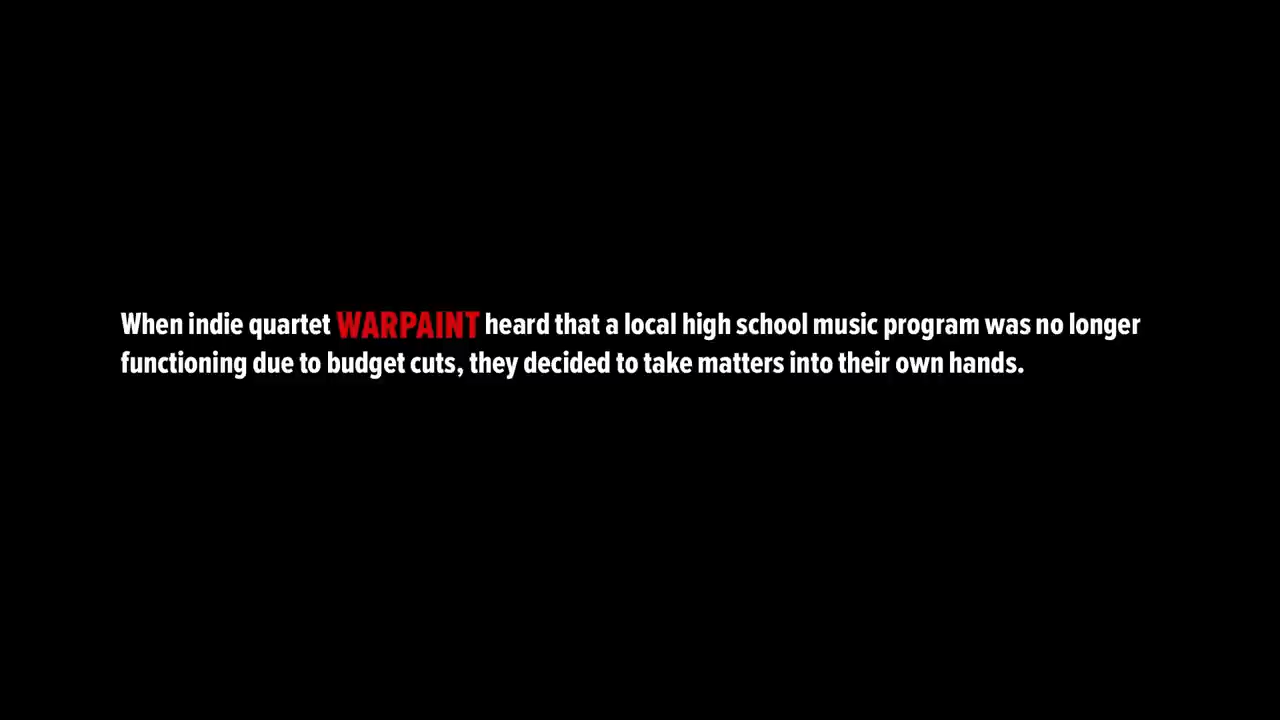 When indie quartet WARPAINT heard that a local high school music program was no longer
functioning due to budget cuts, they decided to take matters into their own hands.